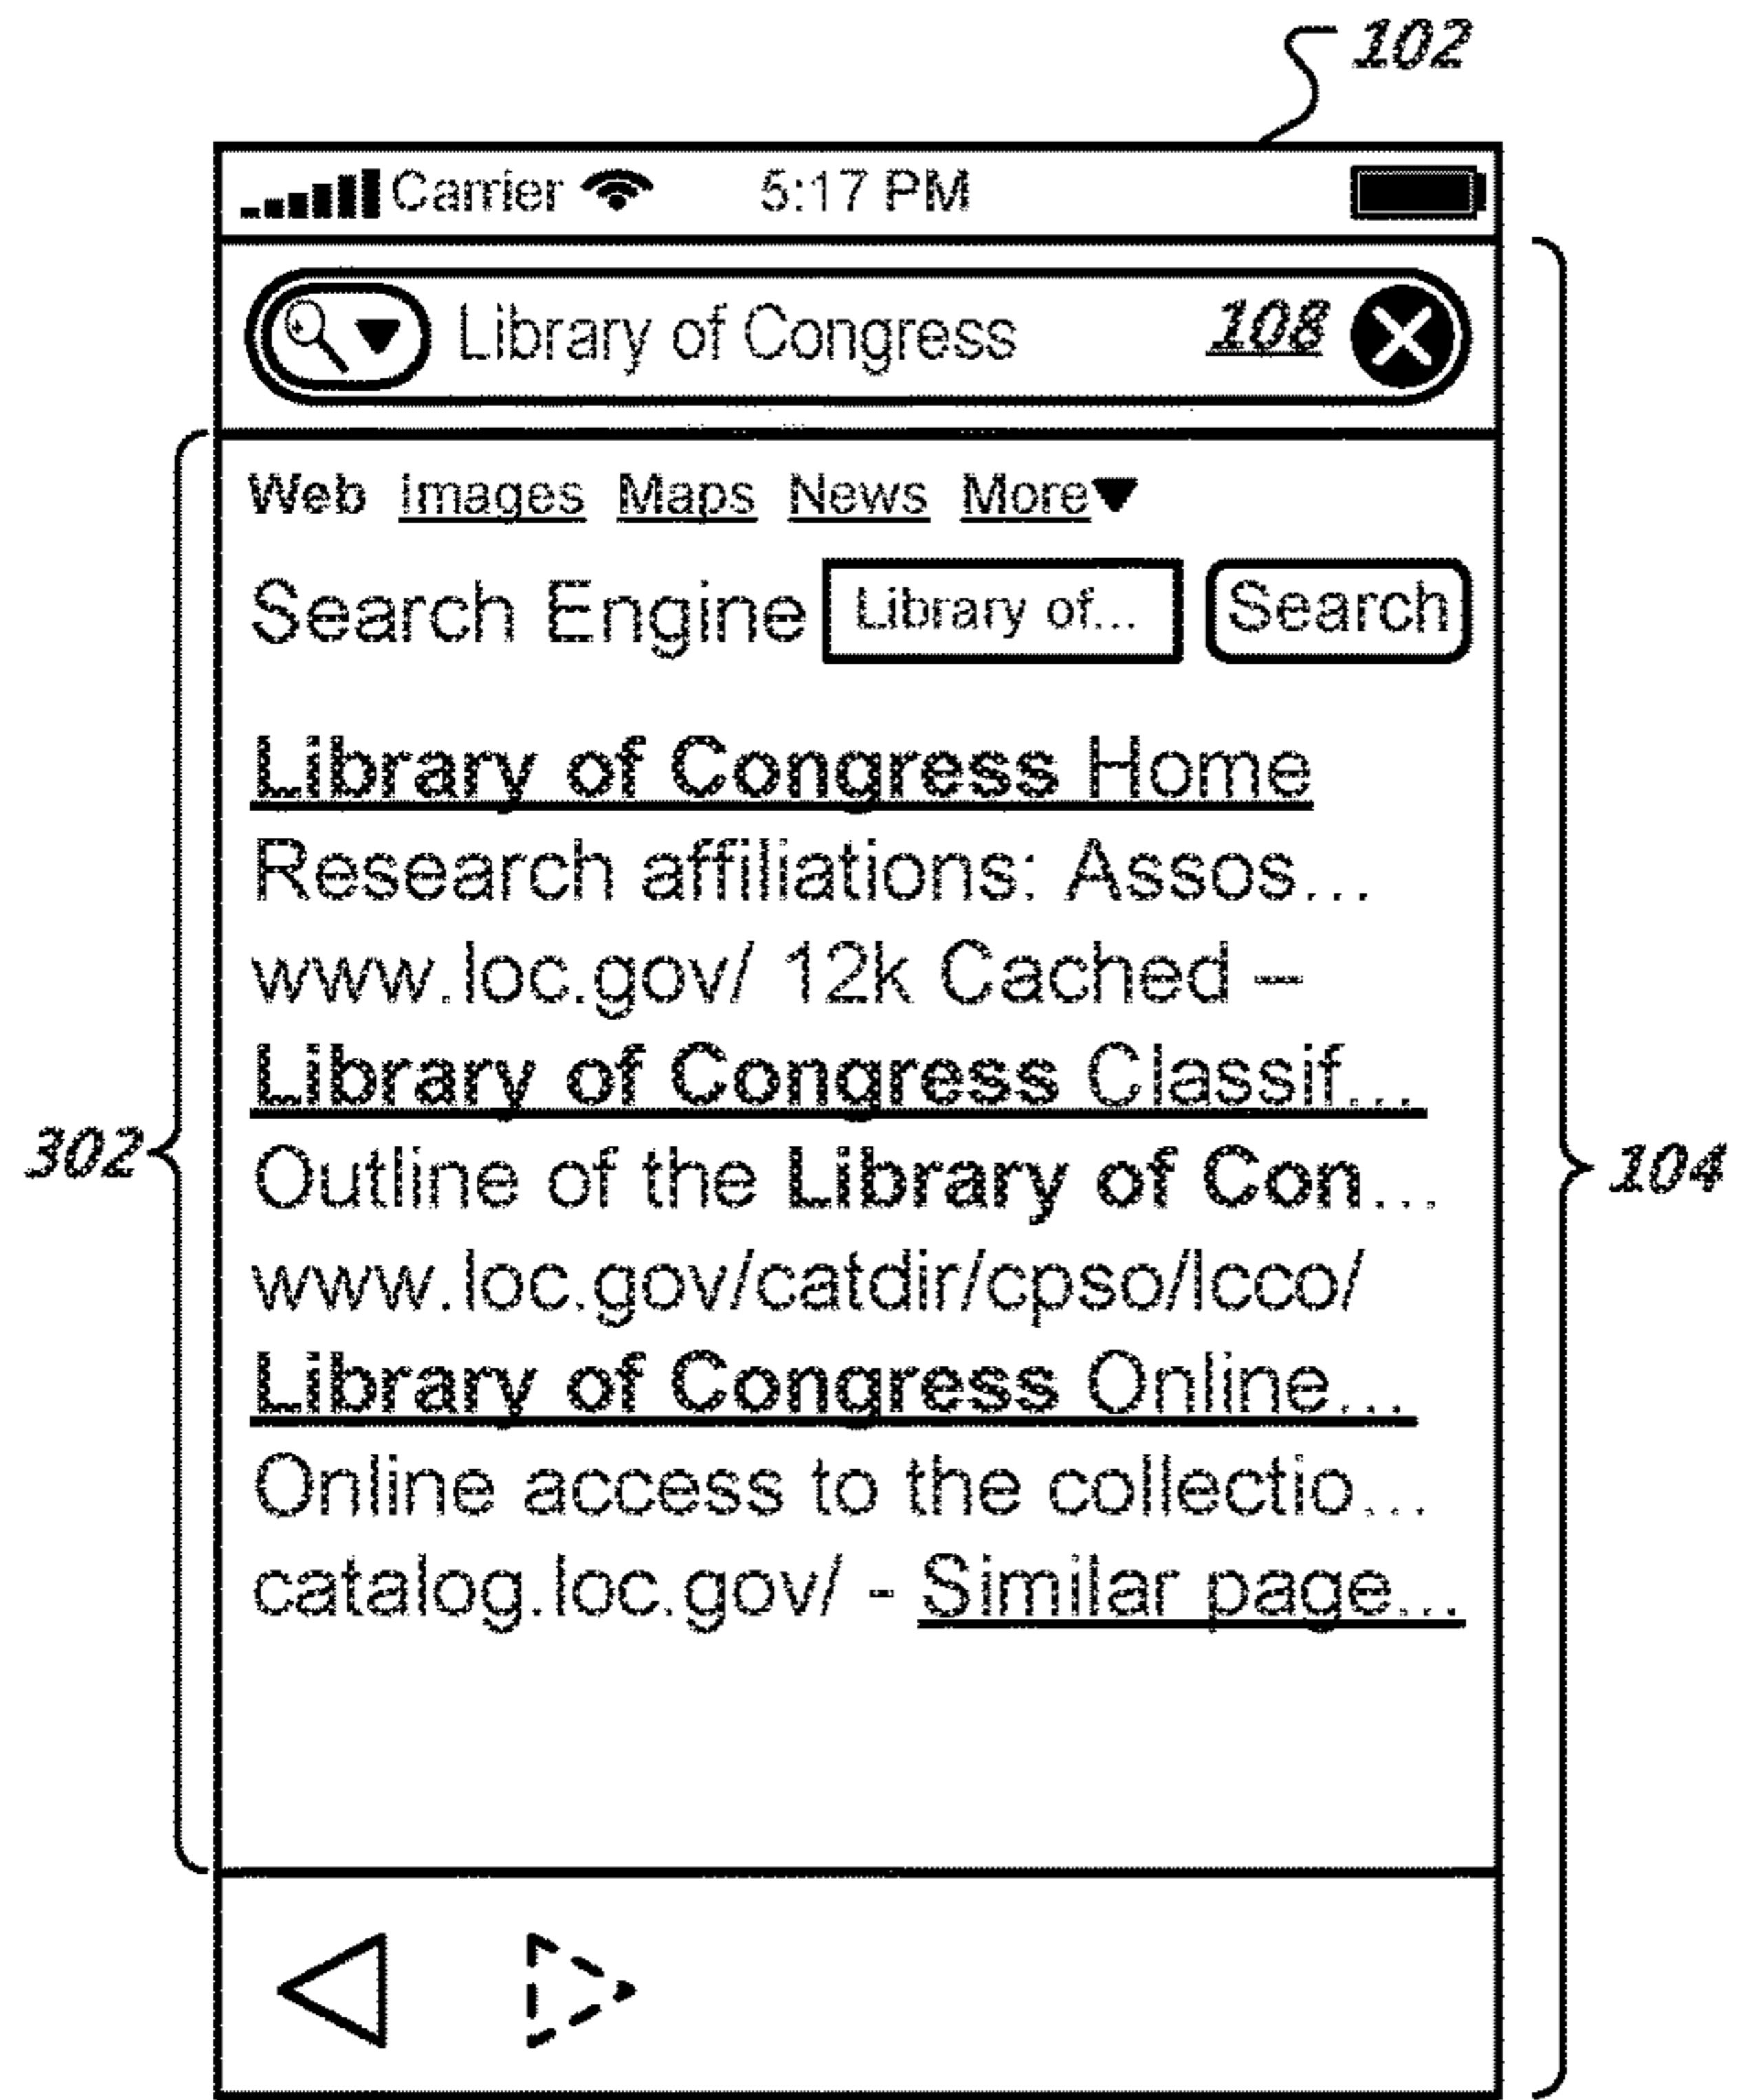 102
Carrier 5:17 PM
Library of Congress 108
Web Images Maps News More
Search Engine Library of... Search
Library of Congress Home
Research affiliations: Assos...
www.loc.gov/ 12k Cached –
Library of Congress Classif...
302
Outline of the Library of Con...
104
www.loc.gov/catdir/cpso/lcco/
Library of Congress Online...
Online access to the collectio...
catalog.loc.gov/ - Similar page...